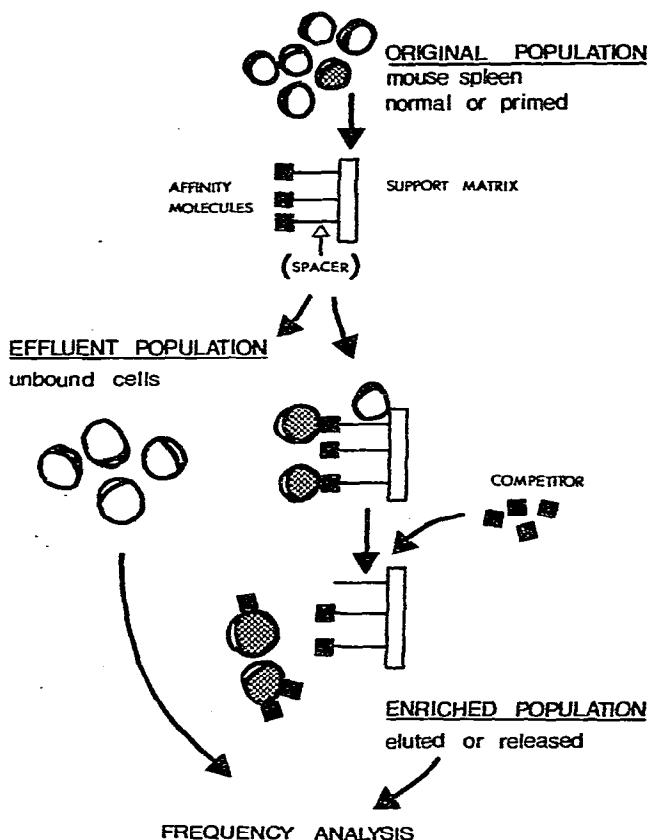 ORIGINAL POPULATION
mouse spleen
normal or primed
AFFINITY
MOLECULES
SUPPORT MATRIX
(SPACER)
EFFLUENT POPULATION
unbound cells
COMPETITOR
ENRICHED POPULATION
eluted or released
FREQUENCY ANALYSIS